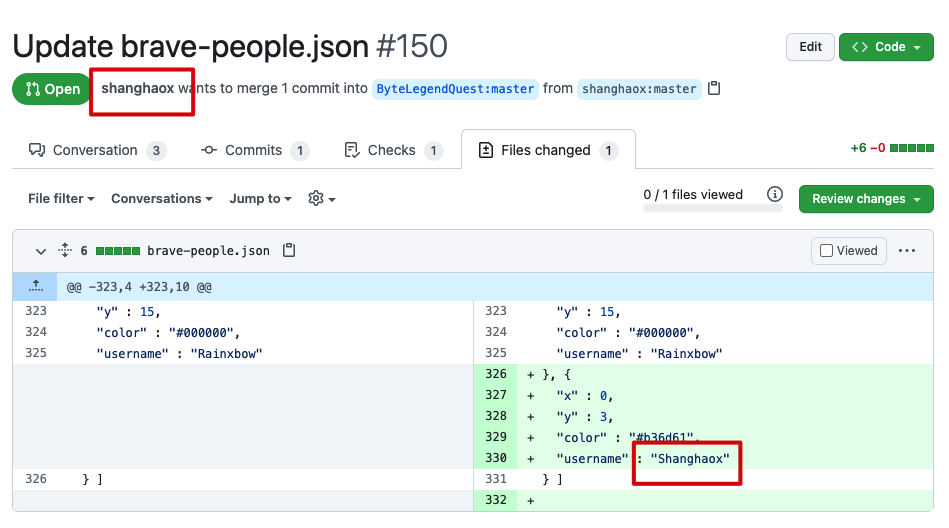 Update brave-people.json #150
Edit
<> Code
Open
shanghaox wants to merge 1 commit into ByteLegendQuest:master from shanghaox:master
Conversation 3
Commits 1
Checks 1
Files changed 1
+6 −0
File filter
Conversations
Jump to
0 / 1 files viewed
Review changes
6 brave-people.json
Viewed
@@ -323,4 +323,10 @@
323 "y" : 15,
324 "color" : "#000000",
325 "username" : "Rainxbow"
326 } ]
323 "y" : 15,
324 "color" : "#000000",
325 "username" : "Rainxbow"
326 + }, {
327 + "x" : 0,
328 + "y" : 3,
329 + "color" : "#b36d61",
330 + "username" : "Shanghaox"
331 } ]
332 +